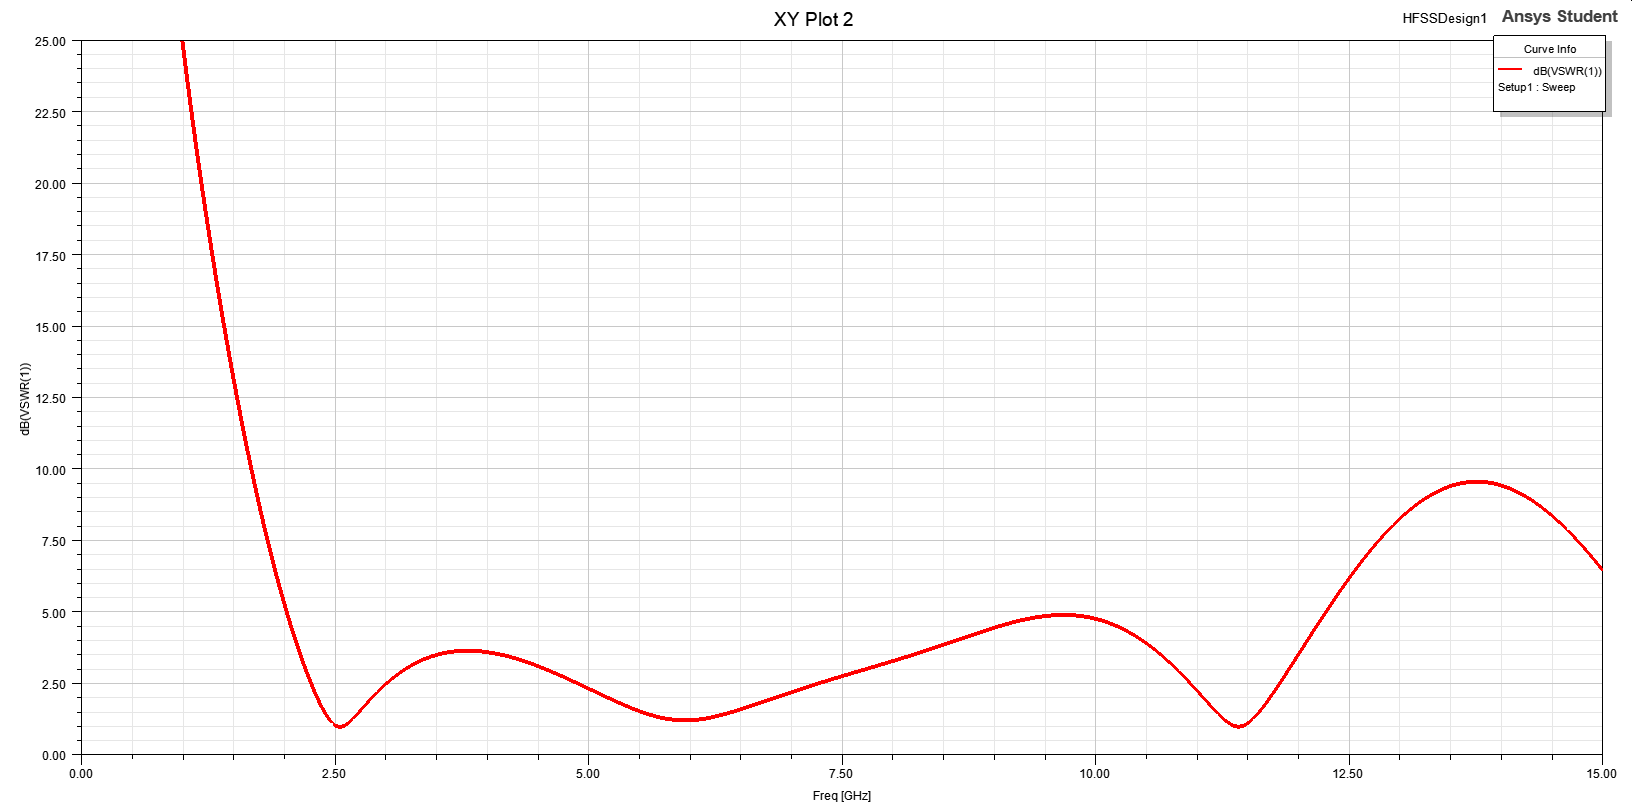 XY Plot 2
HFSSDesign1
Ansys Student
Curve Info
dB(VSWR(1))
Setup1 : Sweep
25.00
22.50
20.00
17.50
15.00
12.50
10.00
7.50
5.00
2.50
0.00
dB(VSWR(1))
0.00 2.50 5.00 7.50 10.00 12.50 15.00
Freq [GHz]